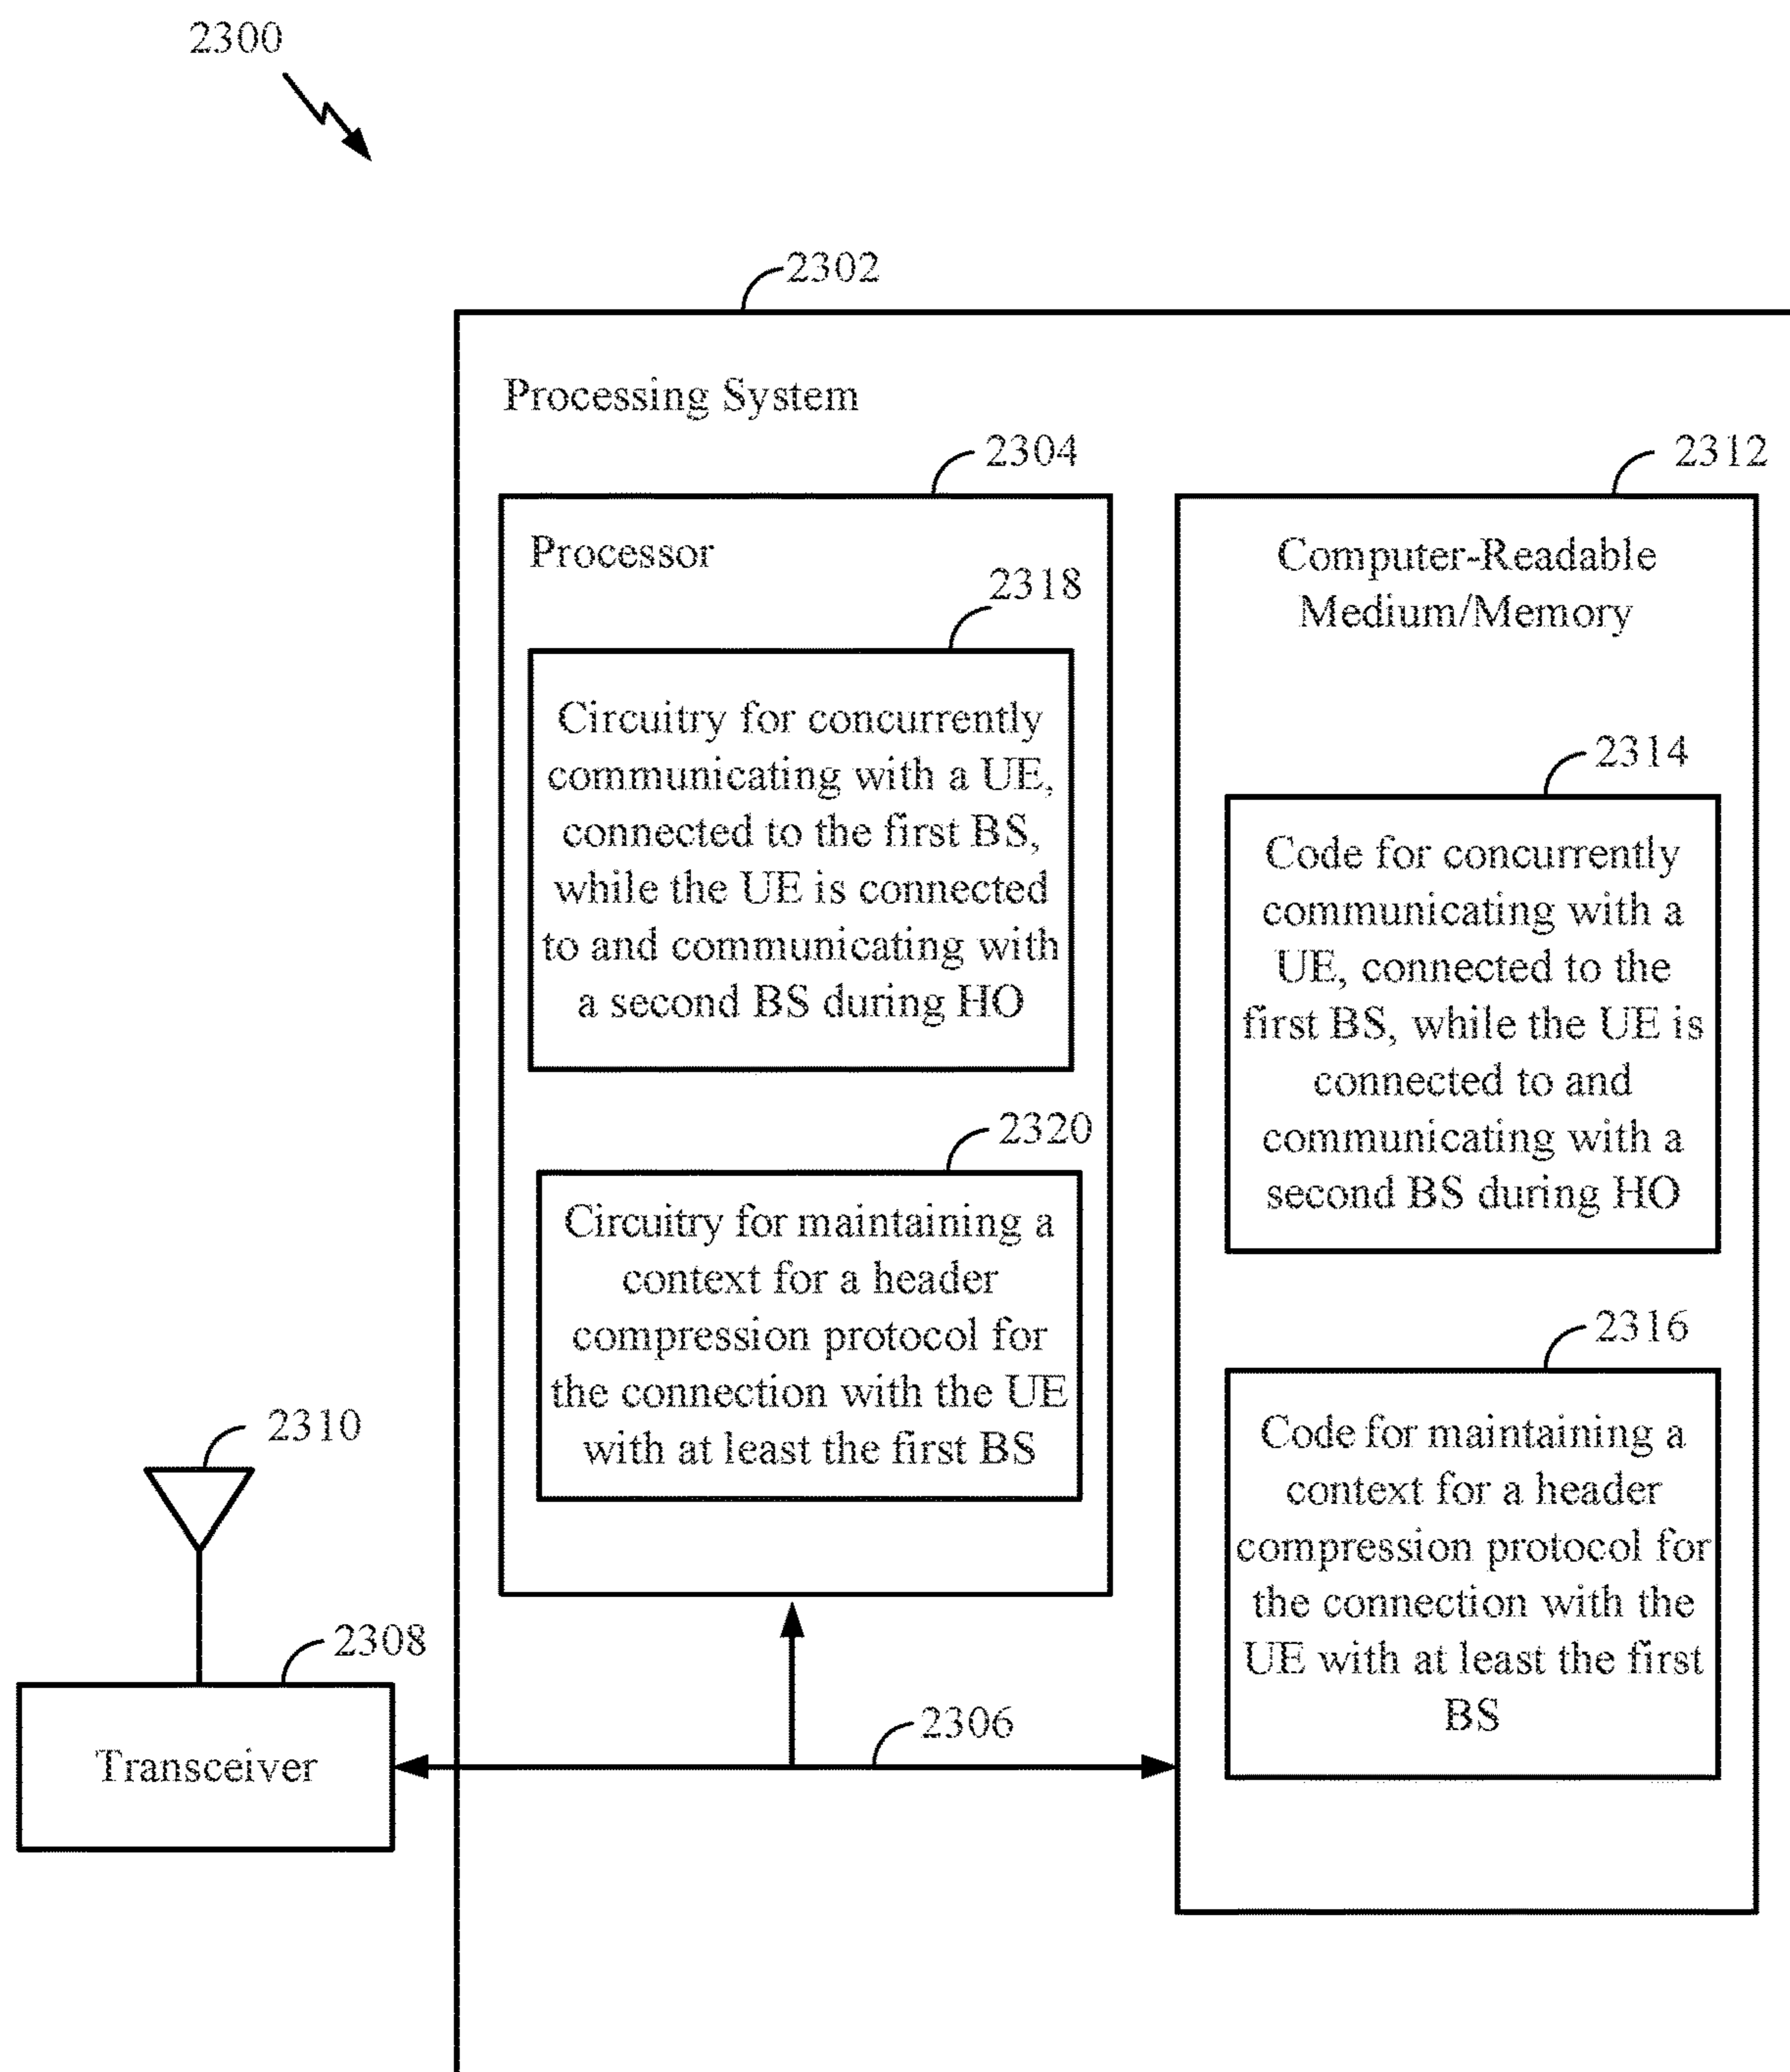 2300
2302
Processing System
2304
2312
Processor
Computer-Readable
Medium/Memory
2318
Circuitry for concurrently
communicating with a UE,
connected to the first BS,
while the UE is connected
to and communicating with
a second BS during HO
2314
Code for concurrently
communicating with a
UE, connected to the
first BS, while the UE is
connected to and
communicating with a
second BS during HO
2320
Circuitry for maintaining a
context for a header
compression protocol for
the connection with the UE
with at least the first BS
2316
Code for maintaining a
context for a header
compression protocol for
the connection with the
UE with at least the first
BS
2310
2308
Transceiver
2306